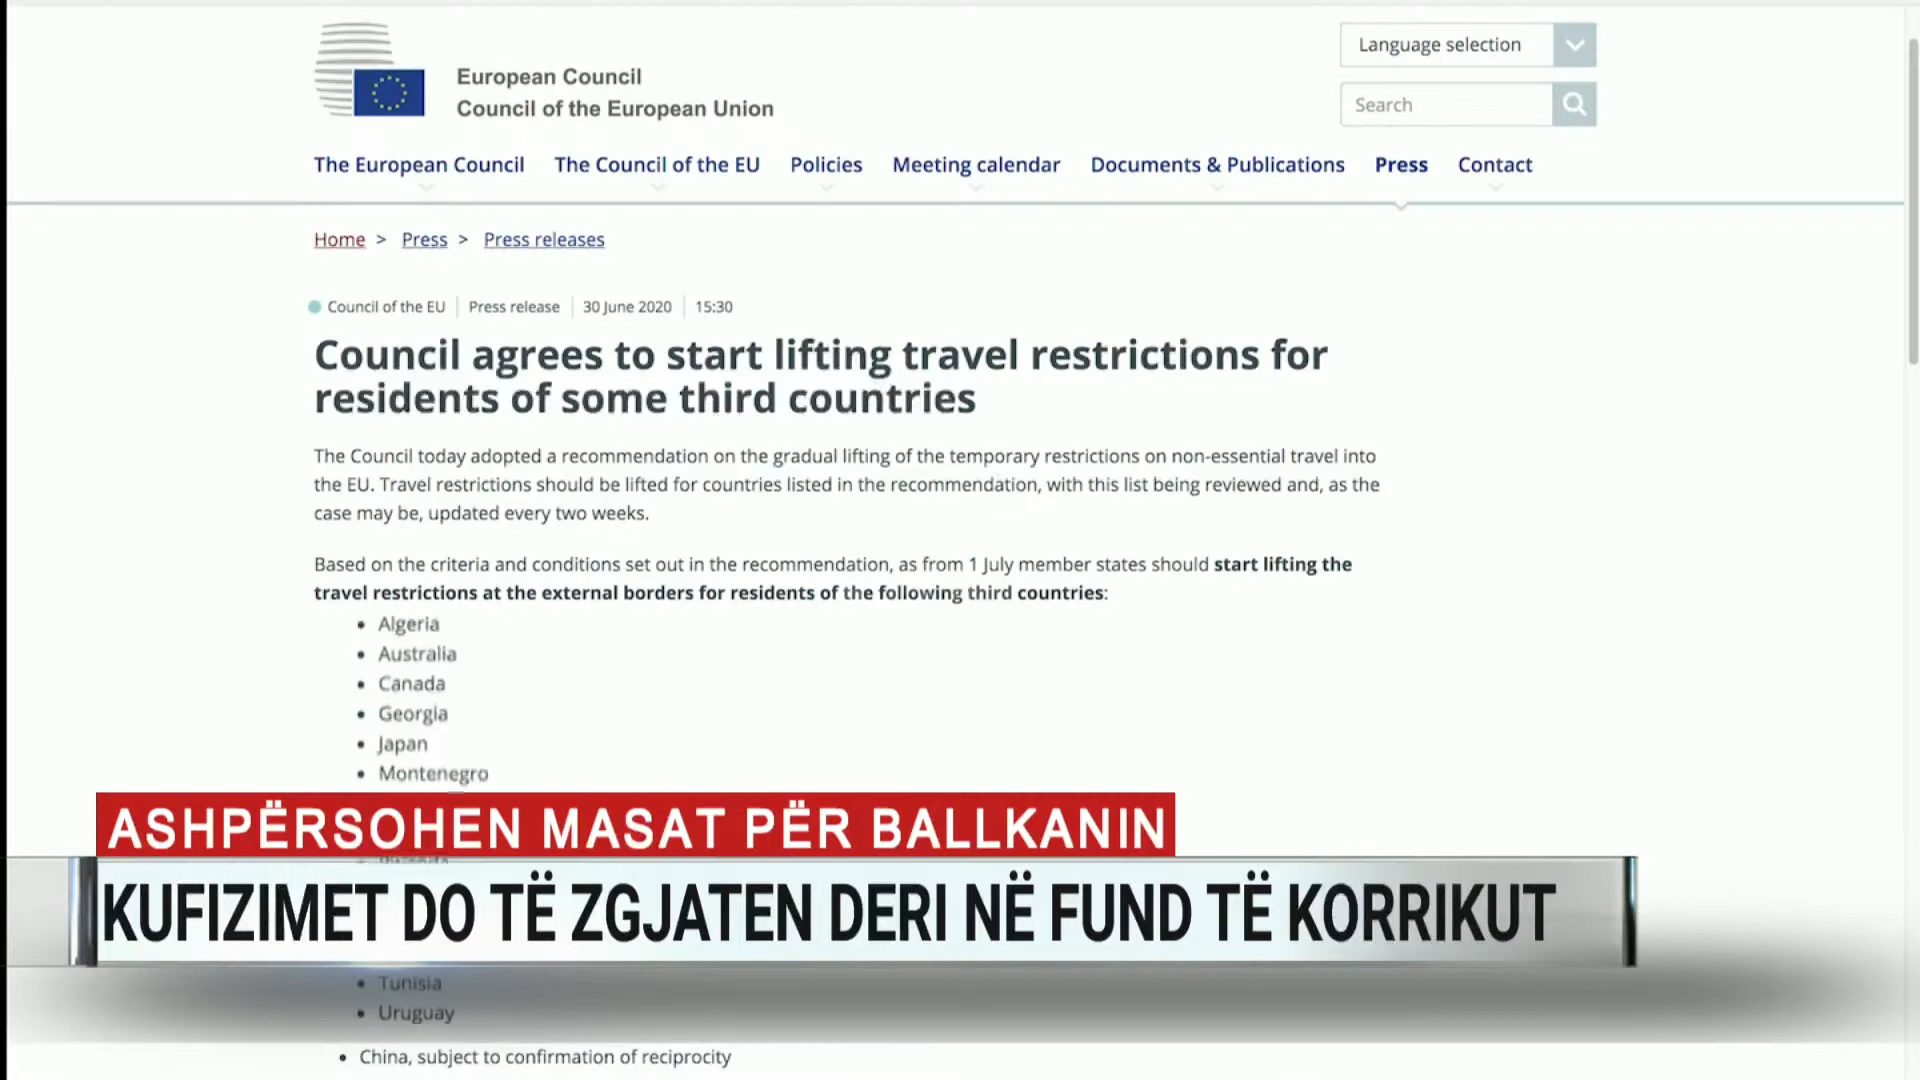 European Council
Council of the European Union
Language selection
Search
The European Council The Council of the EU Policies Meeting calendar Documents & Publications Press Contact
Home > Press > Press releases
Council of the EU Press release 30 June 2020 15:30
Council agrees to start lifting travel restrictions for
residents of some third countries
The Council today adopted a recommendation on the gradual lifting of the temporary restrictions on non-essential travel into
the EU. Travel restrictions should be lifted for countries listed in the recommendation, with this list being reviewed and, as the
case may be, updated every two weeks.
Based on the criteria and conditions set out in the recommendation, as from 1 July member states should start lifting the
travel restrictions at the external borders for residents of the following third countries:
• Algeria
• Australia
• Canada
• Georgia
• Japan
• Montenegro
ASHPËRSOHEN MASAT PËR BALLKANIN
KUFIZIMET DO TË ZGJATEN DERI NË FUND TË KORRIKUT
• Tunisia
• Uruguay
• China, subject to confirmation of reciprocity